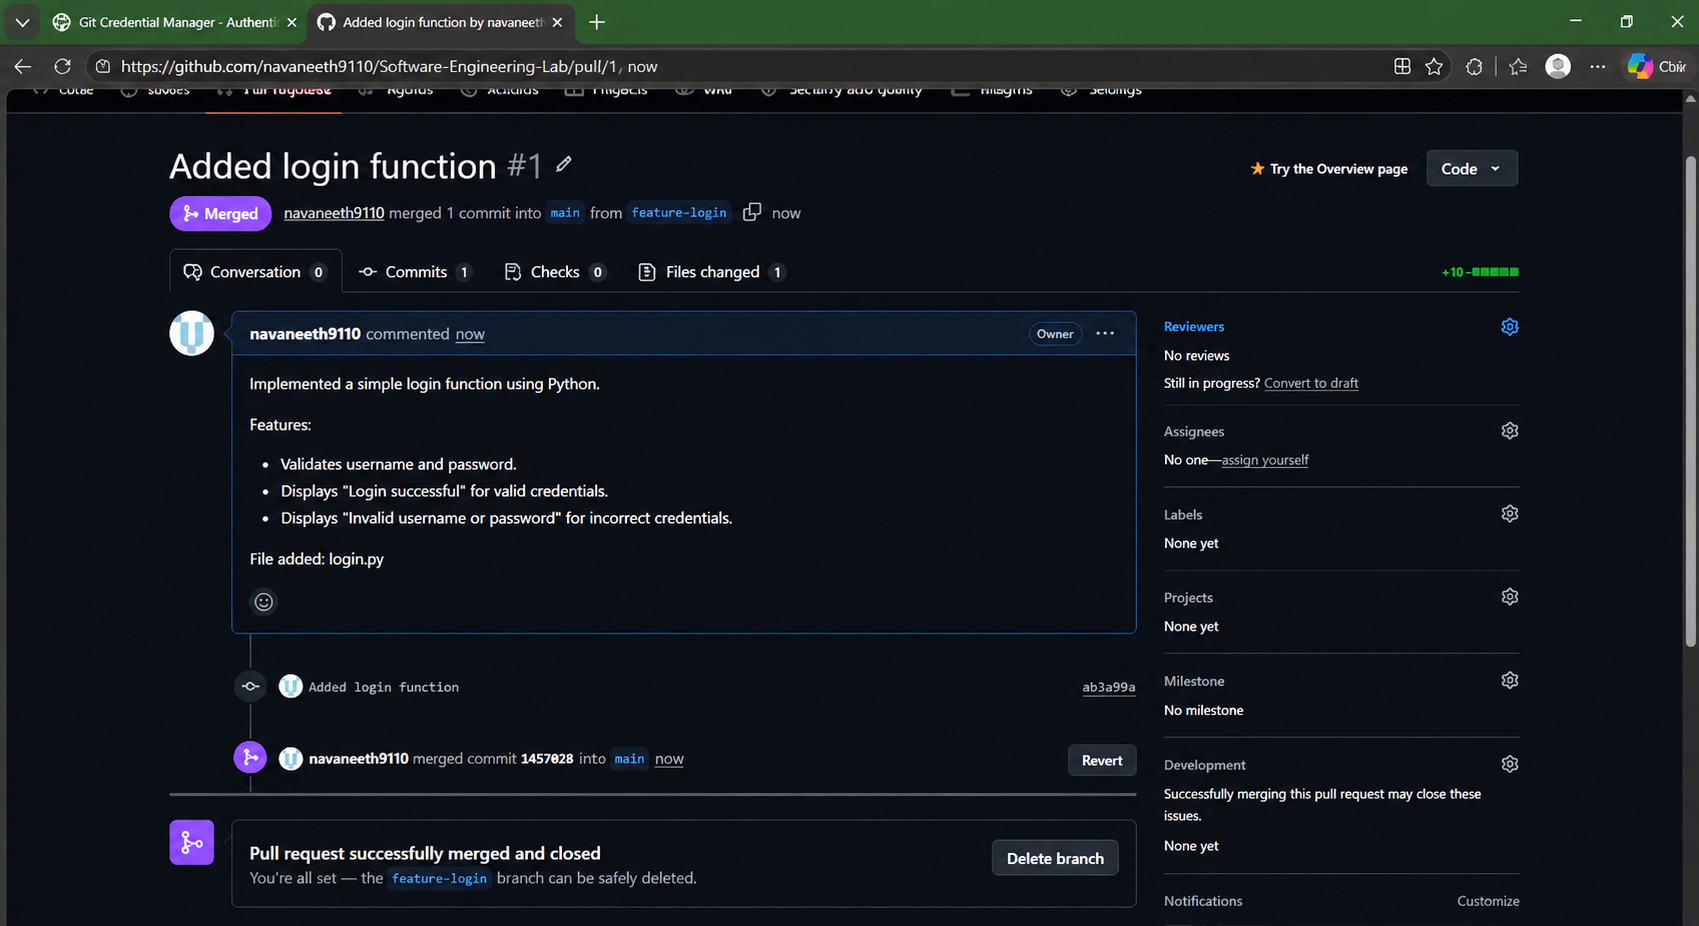 Git Credential Manager - Authenti
Added login function by navaneeth
https://github.com/navaneeth9110/Software-Engineering-Lab/pull/1, now
Added login function #1
Try the Overview page
Code
Merged
navaneeth9110 merged 1 commit into main from feature-login now
Conversation 0
Commits 1
Checks 0
Files changed 1
+10 -
navaneeth9110 commented now
Owner
Implemented a simple login function using Python.
Features:
• Validates username and password.
• Displays "Login successful" for valid credentials.
• Displays "Invalid username or password" for incorrect credentials.
File added: login.py
Added login function
ab3a99a
navaneeth9110 merged commit 1457028 into main now
Revert
Pull request successfully merged and closed
You're all set — the feature-login branch can be safely deleted.
Delete branch
Reviewers
No reviews
Still in progress? Convert to draft
Assignees
No one—assign yourself
Labels
None yet
Projects
None yet
Milestone
No milestone
Development
Successfully merging this pull request may close these
issues.
None yet
Notifications
Customize